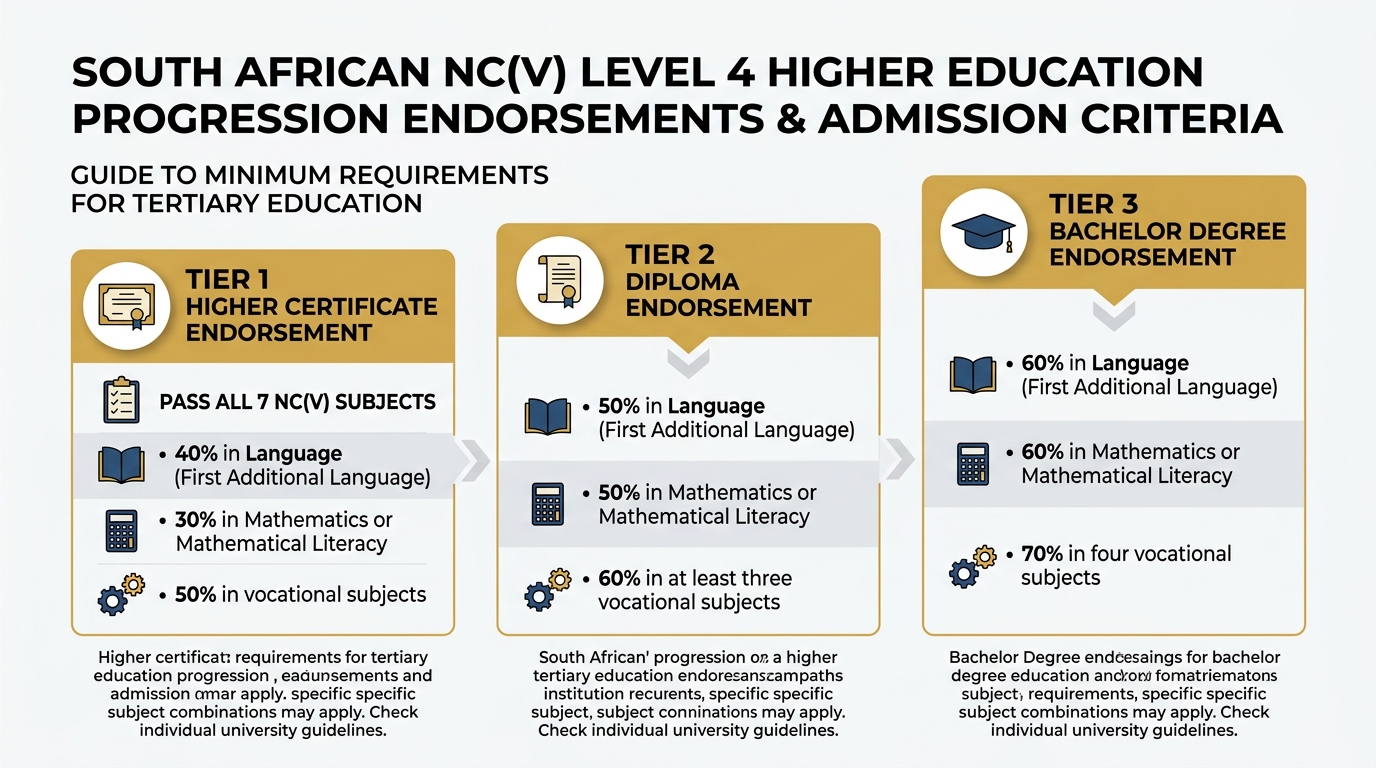 SOUTH AFRICAN NC(V) LEVEL 4 HIGHER EDUCATION
PROGRESSION ENDORSEMENTS & ADMISSION CRITERIA
GUIDE TO MINIMUM REQUIREMENTS
FOR TERTIARY EDUCATION
TIER 1
HIGHER CERTIFICATE
ENDORSEMENT
PASS ALL 7 NC(V) SUBJECTS
• 40% in Language
(First Additional Language)
• 30% in Mathematics or
Mathematical Literacy
• 50% in vocational subjects
Higher requirements for tertiary
education progression , and
admission apply. specific specific
subject combinations may apply. Check
individual university guidelines.
TIER 2
DIPLOMA
ENDORSEMENT
• 50% in Language
(First Additional Language)
• 50% in Mathematics or
Mathematical Literacy
• 60% in at least three
vocational subjects
South African' progression a higher
tertiary education
institution specific specific
subject, subject may apply.
Check individual university guidelines.
TIER 3
BACHELOR DEGREE
ENDORSEMENT
• 60% in Language
(First Additional Language)
• 60% in Mathematics or
Mathematical Literacy
• 70% in four vocational
subjects
Bachelor Degree for bachelor
degree education
requirements, specific specific
subject combinations may apply. Check
individual university guidelines.